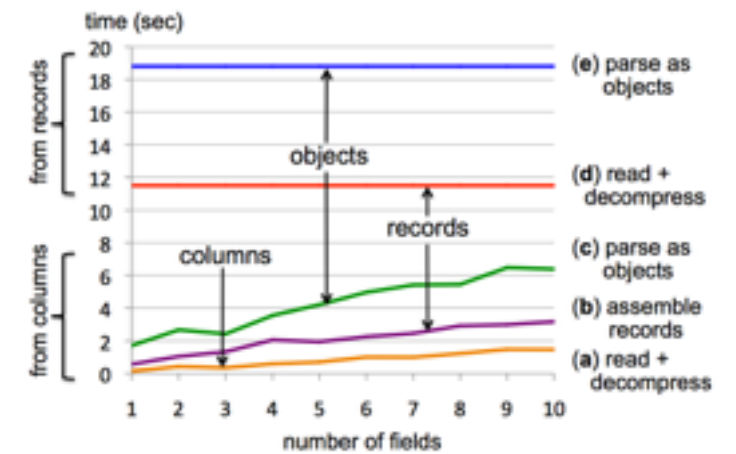 time (sec)
20
18
16
14
12
10
8
6
4
2
0
1 2 3 4 5 6 7 8 9 10
number of fields
from records
from columns
objects
records
columns
(e) parse as
objects
(d) read +
decompress
(c) parse as
objects
(b) assemble
records
(a) read +
decompress